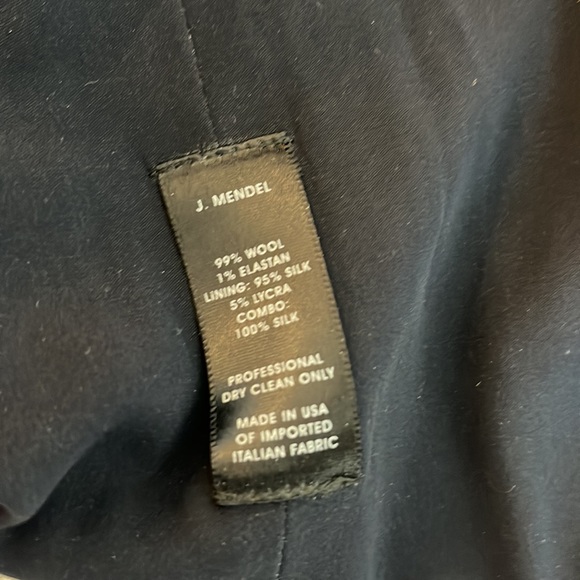 J. MENDEL
99% WOOL
1% ELASTAN
LINING: 95% SILK
5% LYCRA
COMBO:
100% SILK
PROFESSIONAL
DRY CLEAN ONLY
MADE IN USA
OF IMPORTED
ITALIAN FABRIC